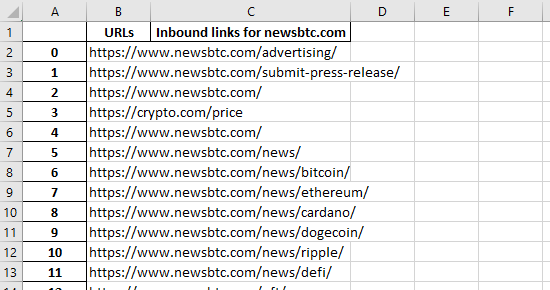 A B C D E F
1 URLs Inbound links for newsbtc.com
2 0 https://www.newsbtc.com/advertising/
3 1 https://www.newsbtc.com/submit-press-release/
4 2 https://www.newsbtc.com/
5 3 https://crypto.com/price
6 4 https://www.newsbtc.com/
7 5 https://www.newsbtc.com/news/
8 6 https://www.newsbtc.com/news/bitcoin/
9 7 https://www.newsbtc.com/news/ethereum/
10 8 https://www.newsbtc.com/news/cardano/
11 9 https://www.newsbtc.com/news/dogecoin/
12 10 https://www.newsbtc.com/news/ripple/
13 11 https://www.newsbtc.com/news/defi/